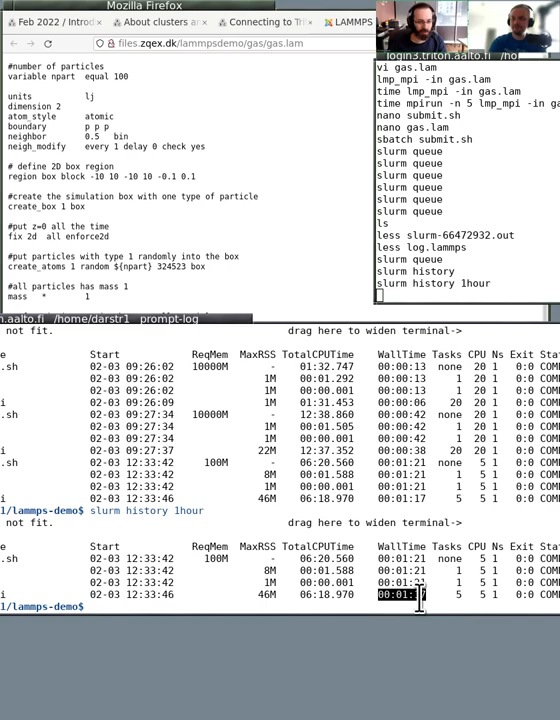 Mozilla Firefox
Feb 2022 / Introd
About clusters ar
Connecting to Trit
LAMMPS
files.zqex.dk/lammpsdemo/gas/gas.lam
#number of particles
variable npart equal 100
units lj
dimension 2
atom_style atomic
boundary p p p
neighbor 0.5 bin
neigh_modify every 1 delay 0 check yes
# define 2D box region
region box block -10 10 -10 10 -0.1 0.1
#create the simulation box with one type of particle
create_box 1 box
#put z=0 all the time
fix 2d all enforce2d
#put particles with type 1 randomly into the box
create_atoms 1 random ${npart} 324523 box
#all particles has mass 1
mass * 1
login3.triton.aalto.fi /ho
vi gas.lam
lmp_mpi -in gas.lam
time lmp_mpi -in gas.lam
time mpirun -n 5 lmp_mpi -in ga
nano submit.sh
nano gas.lam
sbatch submit.sh
slurm queue
slurm queue
slurm queue
slurm queue
slurm queue
slurm queue
ls
less slurm-66472932.out
less log.lammps
slurm queue
slurm history
slurm history 1hour
n.aalto.fi /home/darstr1 prompt-log
not fit. drag here to widen terminal->
e Start ReqMem MaxRSS TotalCPUTime WallTime Tasks CPU Ns Exit Stat
.sh 02-03 09:26:02 10000M - 01:32.747 00:00:13 none 20 1 0:0 COMP
02-03 09:26:02 1M 00:01.292 00:00:13 1 20 1 0:0 COMP
02-03 09:26:02 1M 00:00.001 00:00:13 1 20 1 0:0 COMP
i 02-03 09:26:09 1M 01:31.453 00:00:06 20 20 1 0:0 COMP
.sh 02-03 09:27:34 10000M - 12:38.860 00:00:42 none 20 1 0:0 COMP
02-03 09:27:34 1M 00:01.505 00:00:42 1 20 1 0:0 COMP
02-03 09:27:34 1M 00:00.001 00:00:42 1 20 1 0:0 COMP
i 02-03 09:27:37 22M 12:37.352 00:00:38 20 20 1 0:0 COMP
.sh 02-03 12:33:42 100M - 06:20.560 00:01:21 none 5 1 0:0 COMP
02-03 12:33:42 8M 00:01.588 00:01:21 1 5 1 0:0 COMP
02-03 12:33:42 1M 00:00.001 00:01:21 1 5 1 0:0 COMP
i 02-03 12:33:46 46M 06:18.970 00:01:17 5 5 1 0:0 COMP
1/lammps-demo$ slurm history 1hour
not fit. drag here to widen terminal->
e Start ReqMem MaxRSS TotalCPUTime WallTime Tasks CPU Ns Exit Stat
.sh 02-03 12:33:42 100M - 06:20.560 00:01:21 none 5 1 0:0 COMP
02-03 12:33:42 8M 00:01.588 00:01:21 1 5 1 0:0 COMP
02-03 12:33:42 1M 00:00.001 00:01:21 1 5 1 0:0 COMP
i 02-03 12:33:46 46M 06:18.970 00:01:17 5 5 1 0:0 COMP
1/lammps-demo$